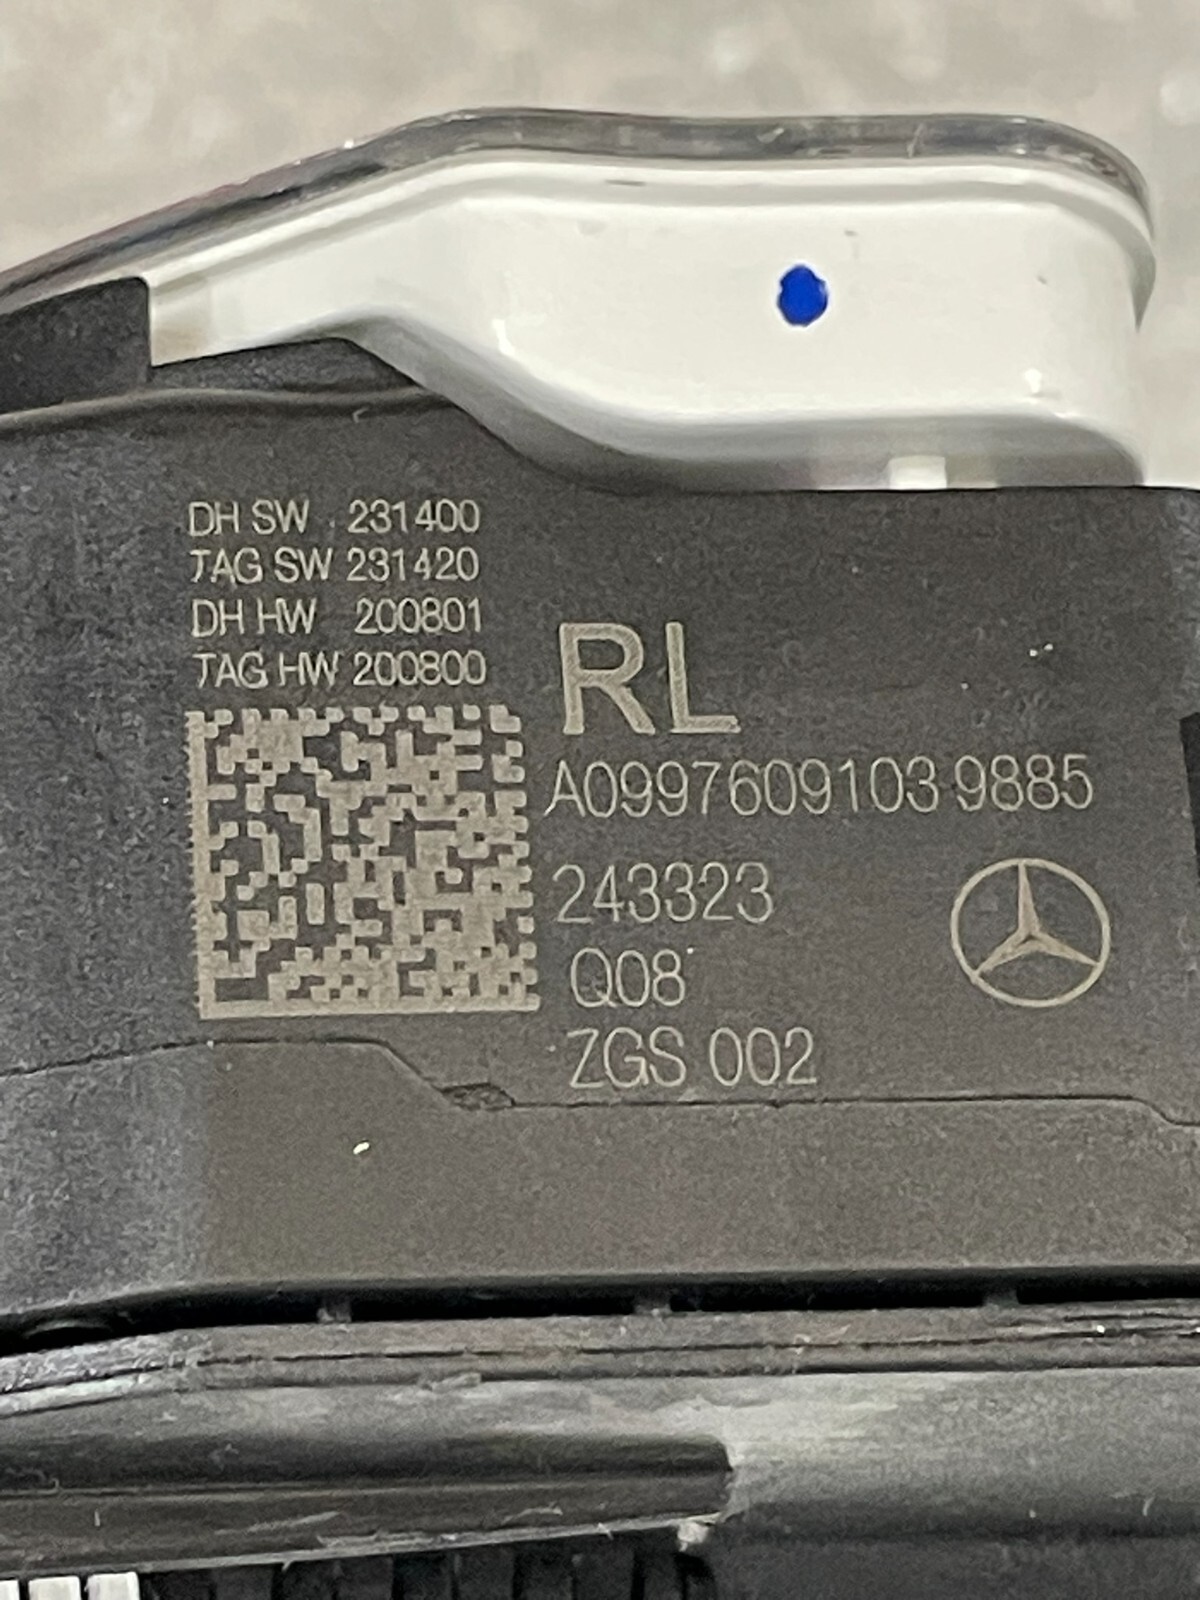 DH SW 231400
TAG SW 231420
DH HW 200801
TAG HW 200800
RL
A0997609103 9885
243323
Q08
ZGS 002